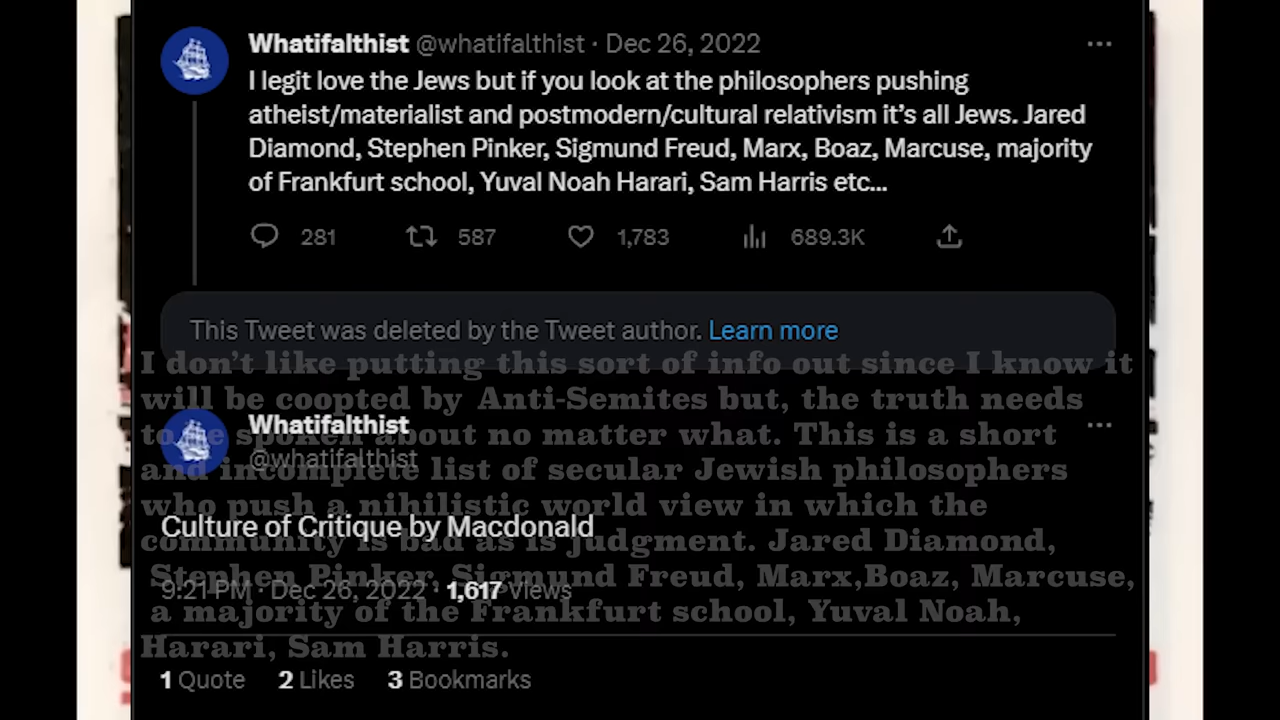 Whatifalthist @whatifalthist · Dec 26, 2022
I legit love the Jews but if you look at the philosophers pushing
atheist/materialist and postmodern/cultural relativism it's all Jews. Jared
Diamond, Stephen Pinker, Sigmund Freud, Marx, Boaz, Marcuse, majority
of Frankfurt school, Yuval Noah Harari, Sam Harris etc...
281 587 1,783 689.3K
This Tweet was deleted by the Tweet author. Learn more
I don't like putting this sort of info out since I know it
will be coopted by Anti-Semites but, the truth needs
Whatifalthist
to be spoken about no matter what. This is a short
@whatifalthist
and incomplete list of secular Jewish philosophers
who push a nihilistic world view in which the
Culture of Critique by Macdonald
community is bad as is judgment. Jared Diamond,
Stephen Pinker, Sigmund Freud, Marx,Boaz, Marcuse,
9:21 PM · Dec 26, 2022 · 1,617 Views
a majority of the Frankfurt school, Yuval Noah,
Harari, Sam Harris.
1 Quote 2 Likes 3 Bookmarks